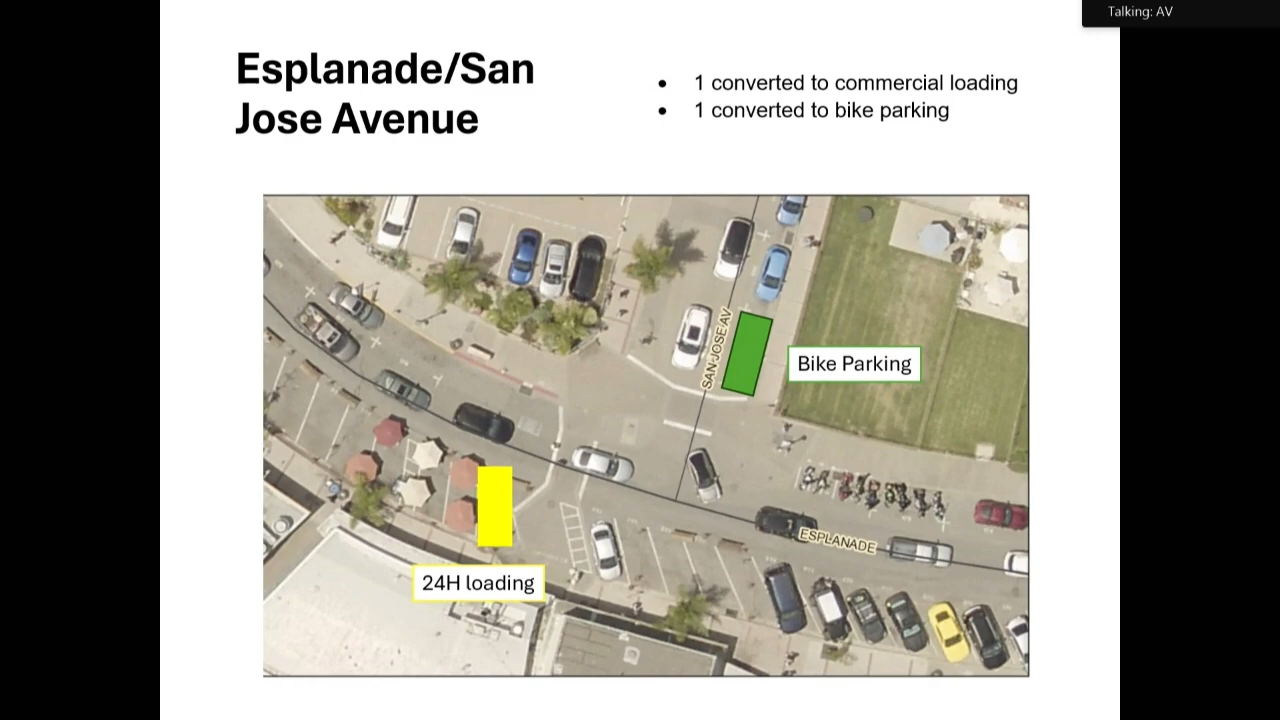 Talking: AV
Esplanade/San
Jose Avenue
• 1 converted to commercial loading
• 1 converted to bike parking
SAN JOSE AV
Bike Parking
ESPLANADE
24H loading